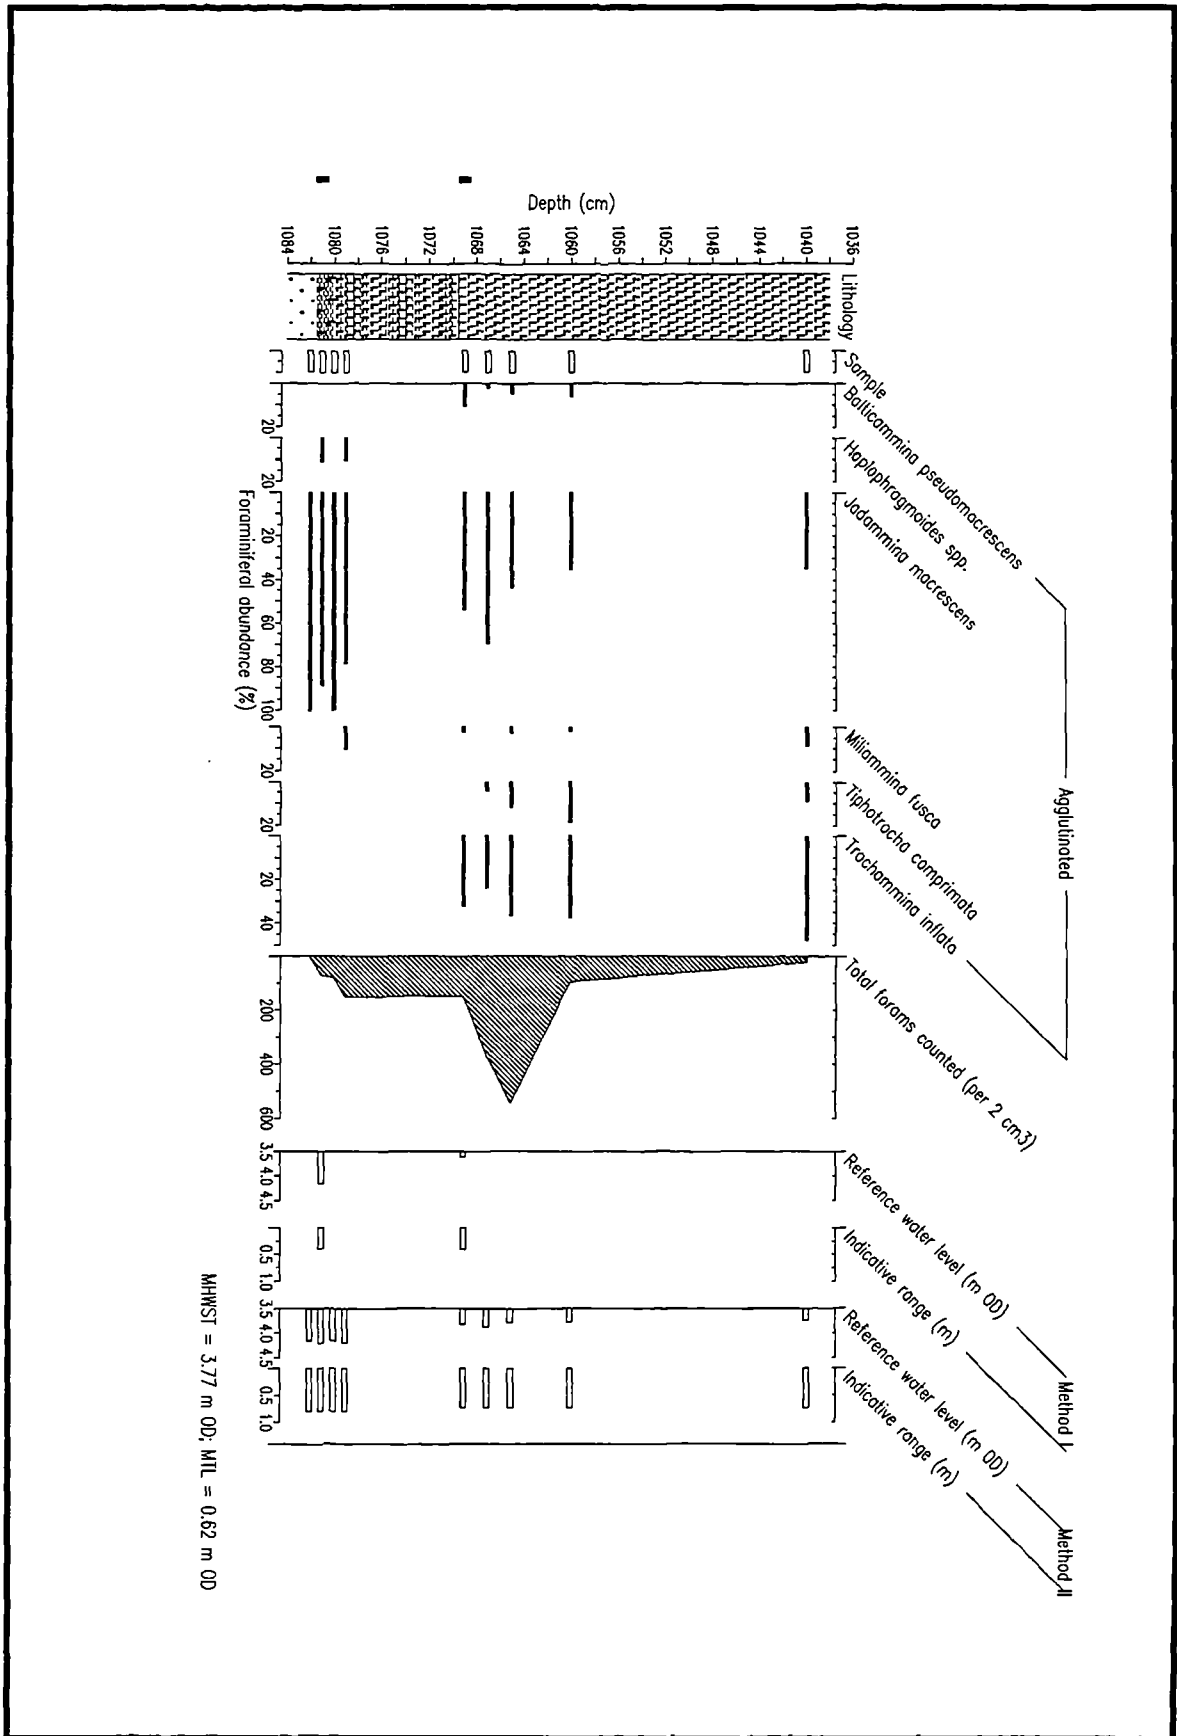 Depth (cm)
1084 1080 1076 1072 1068 1064 1060 1056 1052 1048 1044 1040 1036
Lithology
Sample
Balticammina pseudomacrescens
20
Haplophragmoides spp.
20
Jadammina macrescens
20 40 60 80 100
Foraminiferal abundance (%)
Miliammina fusca
20
Tiphotrocha comprimata
20
Trochammina inflata
20 40
Agglutinated
Total forams counted (per 2 cm3)
200 400 600
Reference water level (m OD)
3.5 4.0 4.5
Indicative range (m)
0.5 1.0
Method I
Reference water level (m OD)
3.5 4.0 4.5
Indicative range (m)
0.5 1.0
Method II
MHWST = 3.77 m OD; MTL = 0.62 m OD